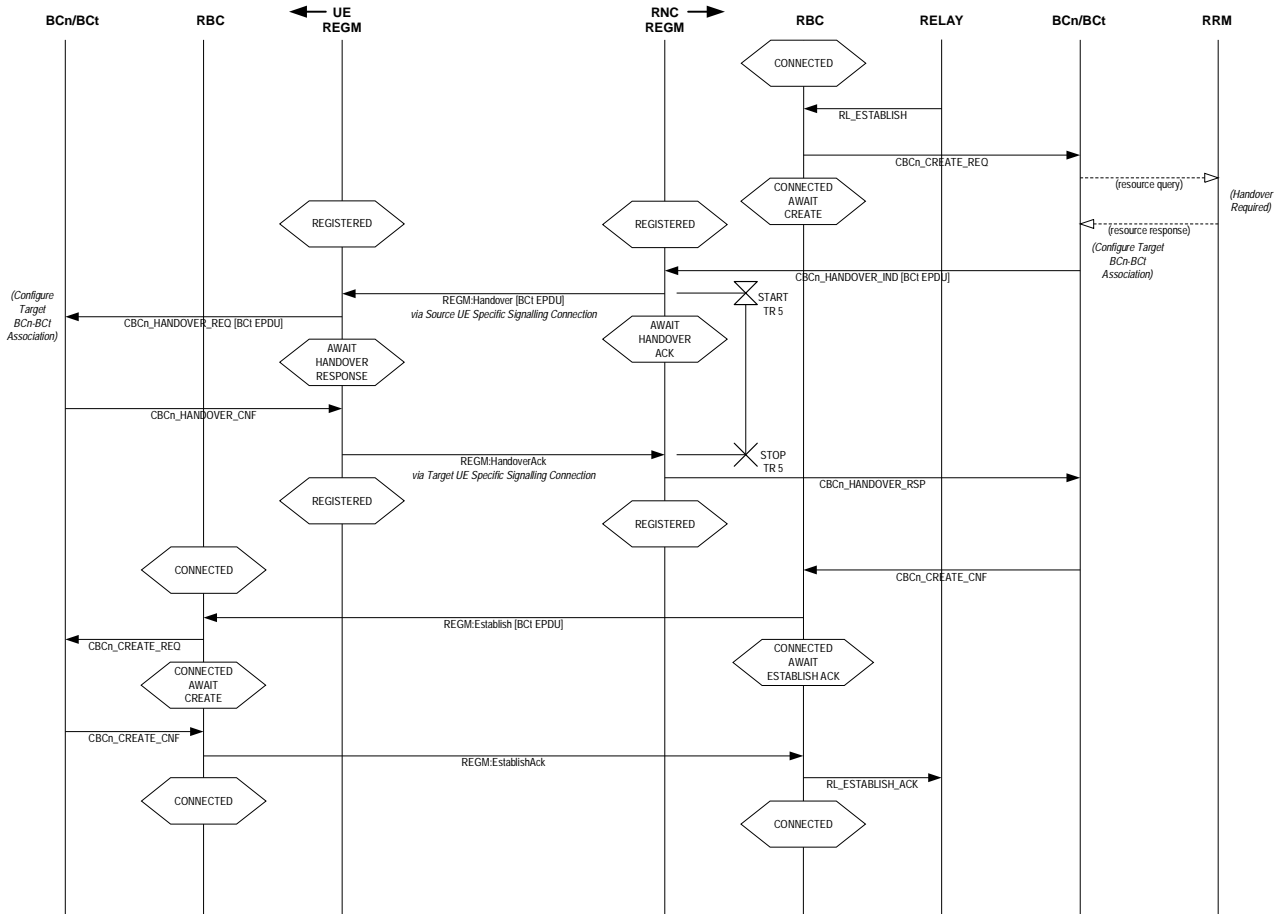 BCn/BCt
RBC
UE
REGM
RNC
REGM
RBC
RELAY
BCn/BCt
RRM
CONNECTED
RL_ESTABLISH
CBCn_CREATE_REQ
CONNECTED
AWAIT
CREATE
(resource query)
(Handover
Required)
REGISTERED
REGISTERED
(resource response)
(Configure Target
BCn-BCt
Association)
CBCn_HANDOVER_IND [BCt EPDU]
(Configure
Target
BCn-BCt
Association)
REGM:Handover [BCt EPDU]
via Source UE Specific Signalling Connection
START
TR 5
CBCn_HANDOVER_REQ [BCt EPDU]
AWAIT
HANDOVER
ACK
AWAIT
HANDOVER
RESPONSE
CBCn_HANDOVER_CNF
REGM:HandoverAck
via Target UE Specific Signalling Connection
STOP
TR 5
CBCn_HANDOVER_RSP
REGISTERED
REGISTERED
CONNECTED
CBCn_CREATE_CNF
REGM:Establish [BCt EPDU]
CBCn_CREATE_REQ
CONNECTED
AWAIT
ESTABLISH ACK
CONNECTED
AWAIT
CREATE
CBCn_CREATE_CNF
REGM:EstablishAck
RL_ESTABLISH_ACK
CONNECTED
CONNECTED